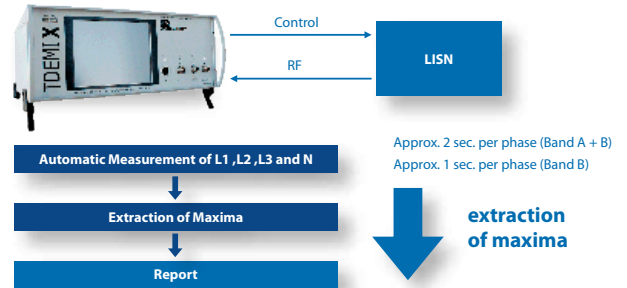 TDEMI X
Control
RF
LISN
Approx. 2 sec. per phase (Band A + B)
Approx. 1 sec. per phase (Band B)
Automatic Measurement of L1 ,L2 ,L3 and N
Extraction of Maxima
Report
extraction
of maxima